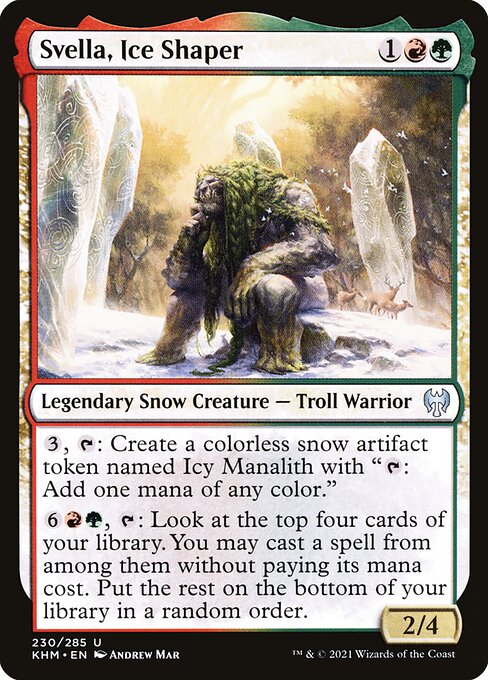 Svella, Ice Shaper 1
Legendary Snow Creature — Troll Warrior
3, : Create a colorless snow artifact
token named Icy Manalith with “ :
Add one mana of any color.”
6 , : Look at the top four cards of
your library. You may cast a spell from
among them without paying its mana
cost. Put the rest on the bottom of your
library in a random order.
2/4
230/285 U
KHM • EN Andrew Mar
™ & © 2021 Wizards of the Coast